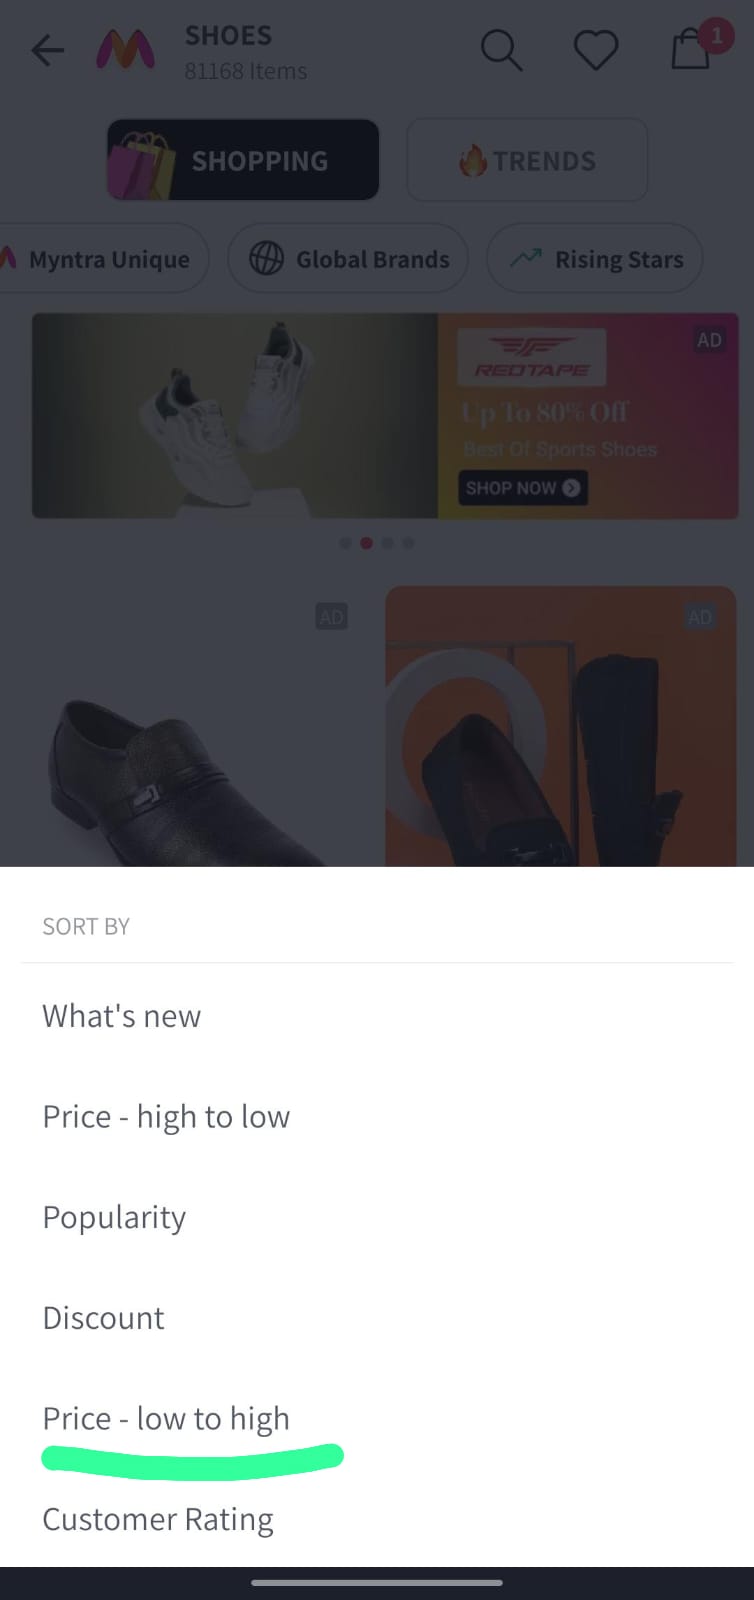 SHOES
81168 Items
1
SHOPPING
TRENDS
Myntra Unique
Global Brands
Rising Stars
AD
REDTAPE
Up To 80% Off
Best Of Sports Shoes
SHOP NOW
AD
AD
SORT BY
What's new
Price - high to low
Popularity
Discount
Price - low to high
Customer Rating